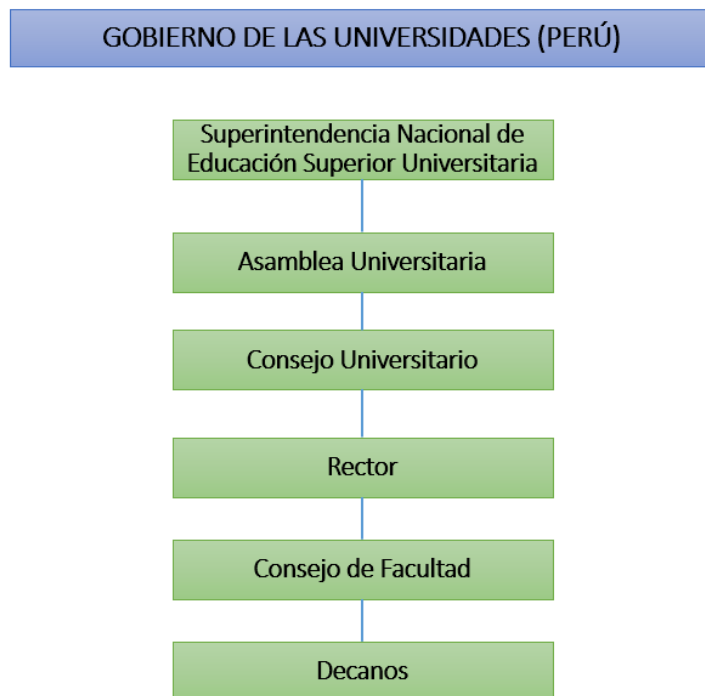 GOBIERNO DE LAS UNIVERSIDADES (PERÚ)
Superintendencia Nacional de
Educación Superior Universitaria
Asamblea Universitaria
Consejo Universitario
Rector
Consejo de Facultad
Decanos